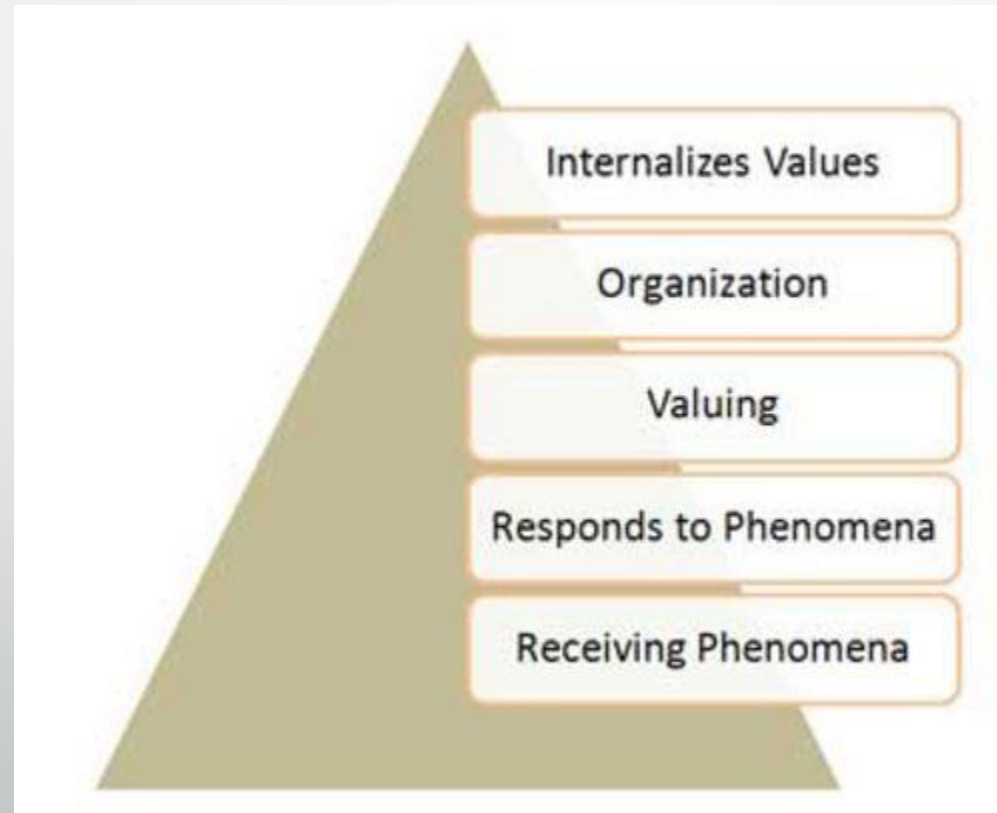 Internalizes Values
Organization
Valuing
Responds to Phenomena
Receiving Phenomena